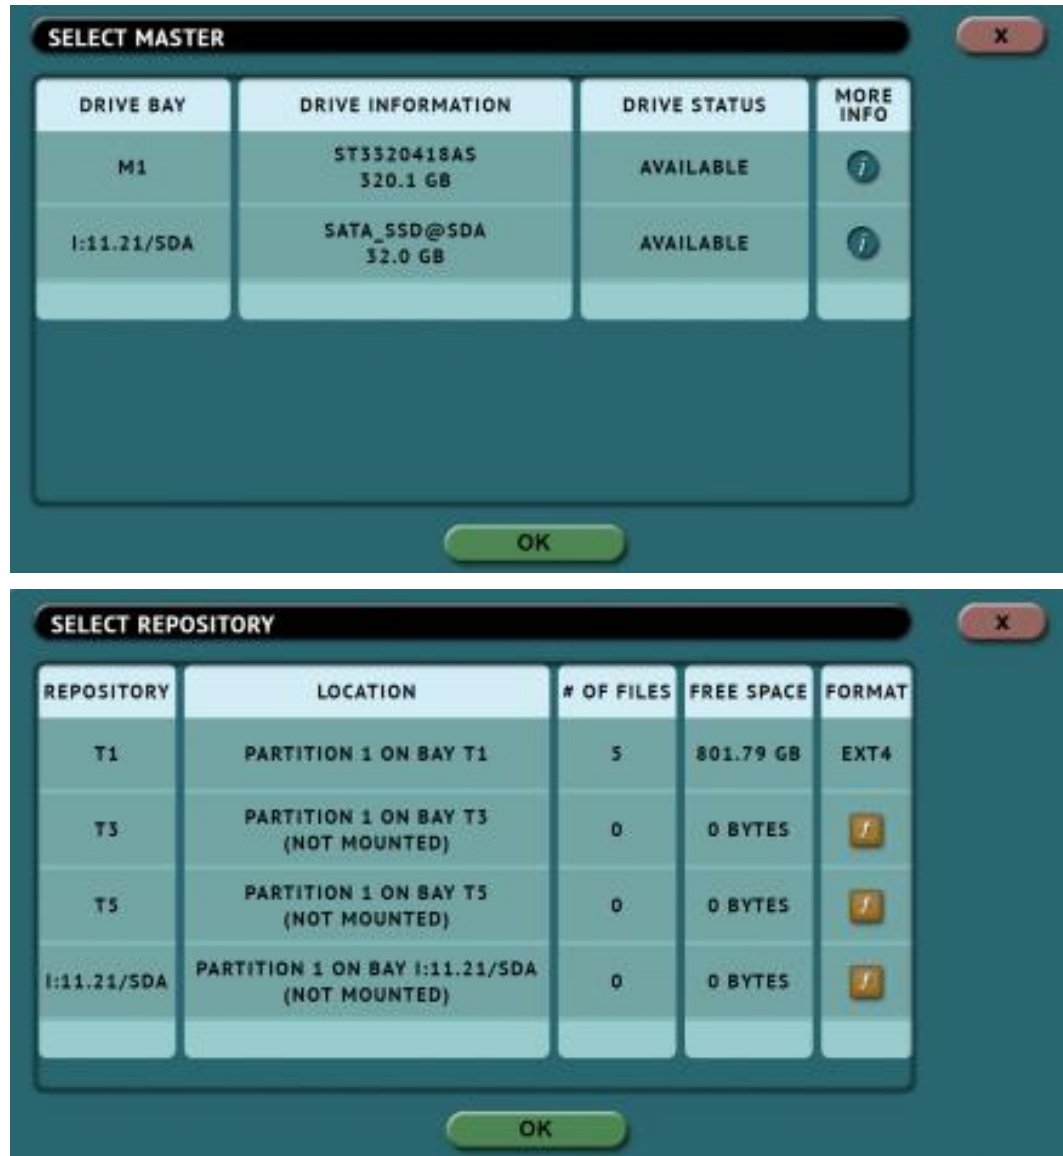 SELECT MASTER
X
DRIVE BAY DRIVE INFORMATION DRIVE STATUS MORE INFO
M1 ST3320418AS 320.1 GB AVAILABLE i
I:11.21/SDA SATA_SSD@SDA 32.0 GB AVAILABLE i
OK
SELECT REPOSITORY
X
REPOSITORY LOCATION # OF FILES FREE SPACE FORMAT
T1 PARTITION 1 ON BAY T1 5 801.79 GB EXT4
T3 PARTITION 1 ON BAY T3 (NOT MOUNTED) 0 0 BYTES f
T5 PARTITION 1 ON BAY T5 (NOT MOUNTED) 0 0 BYTES f
I:11.21/SDA PARTITION 1 ON BAY I:11.21/SDA (NOT MOUNTED) 0 0 BYTES f
OK